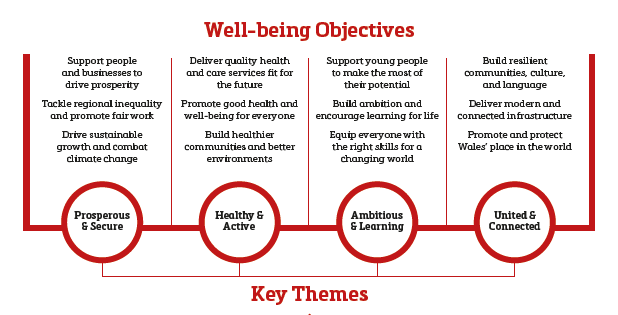 Well-being Objectives
Support people
and businesses to
drive prosperity
Tackle regional inequality
and promote fair work
Drive sustainable
growth and combat
climate change
Deliver quality health
and care services fit for
the future
Promote good health and
well-being for everyone
Build healthier
communities and better
environments
Support young people
to make the most of
their potential
Build ambition and
encourage learning for life
Equip everyone with
the right skills for a
changing world
Build resilient
communities, culture,
and language
Deliver modern and
connected infrastructure
Promote and protect
Wales' place in the world
Prosperous
& Secure
Healthy &
Active
Ambitious
& Learning
United &
Connected
Key Themes